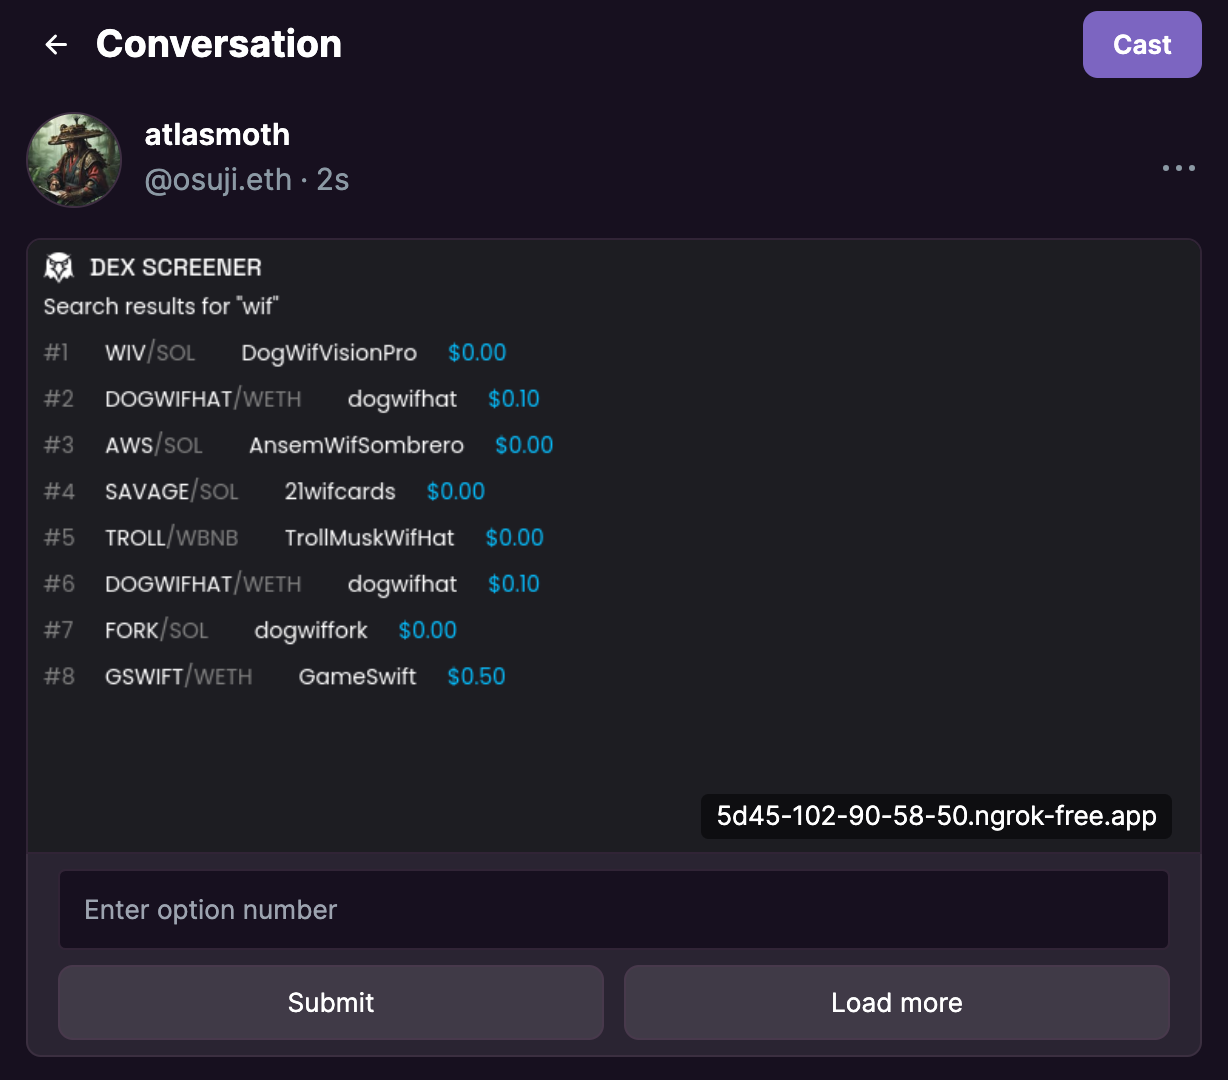 Conversation
Cast
atlasmoth
@osuji.eth · 2s
DEX SCREENER
Search results for "wif"
#1 WIV/SOL DogWifVisionPro $0.00
#2 DOGWIFHAT/WETH dogwifhat $0.10
#3 AWS/SOL AnsemWifSombrero $0.00
#4 SAVAGE/SOL 21wifcards $0.00
#5 TROLL/WBNB TrollMuskWifHat $0.00
#6 DOGWIFHAT/WETH dogwifhat $0.10
#7 FORK/SOL dogwiffork $0.00
#8 GSWIFT/WETH GameSwift $0.50
5d45-102-90-58-50.ngrok-free.app
Enter option number
Submit
Load more